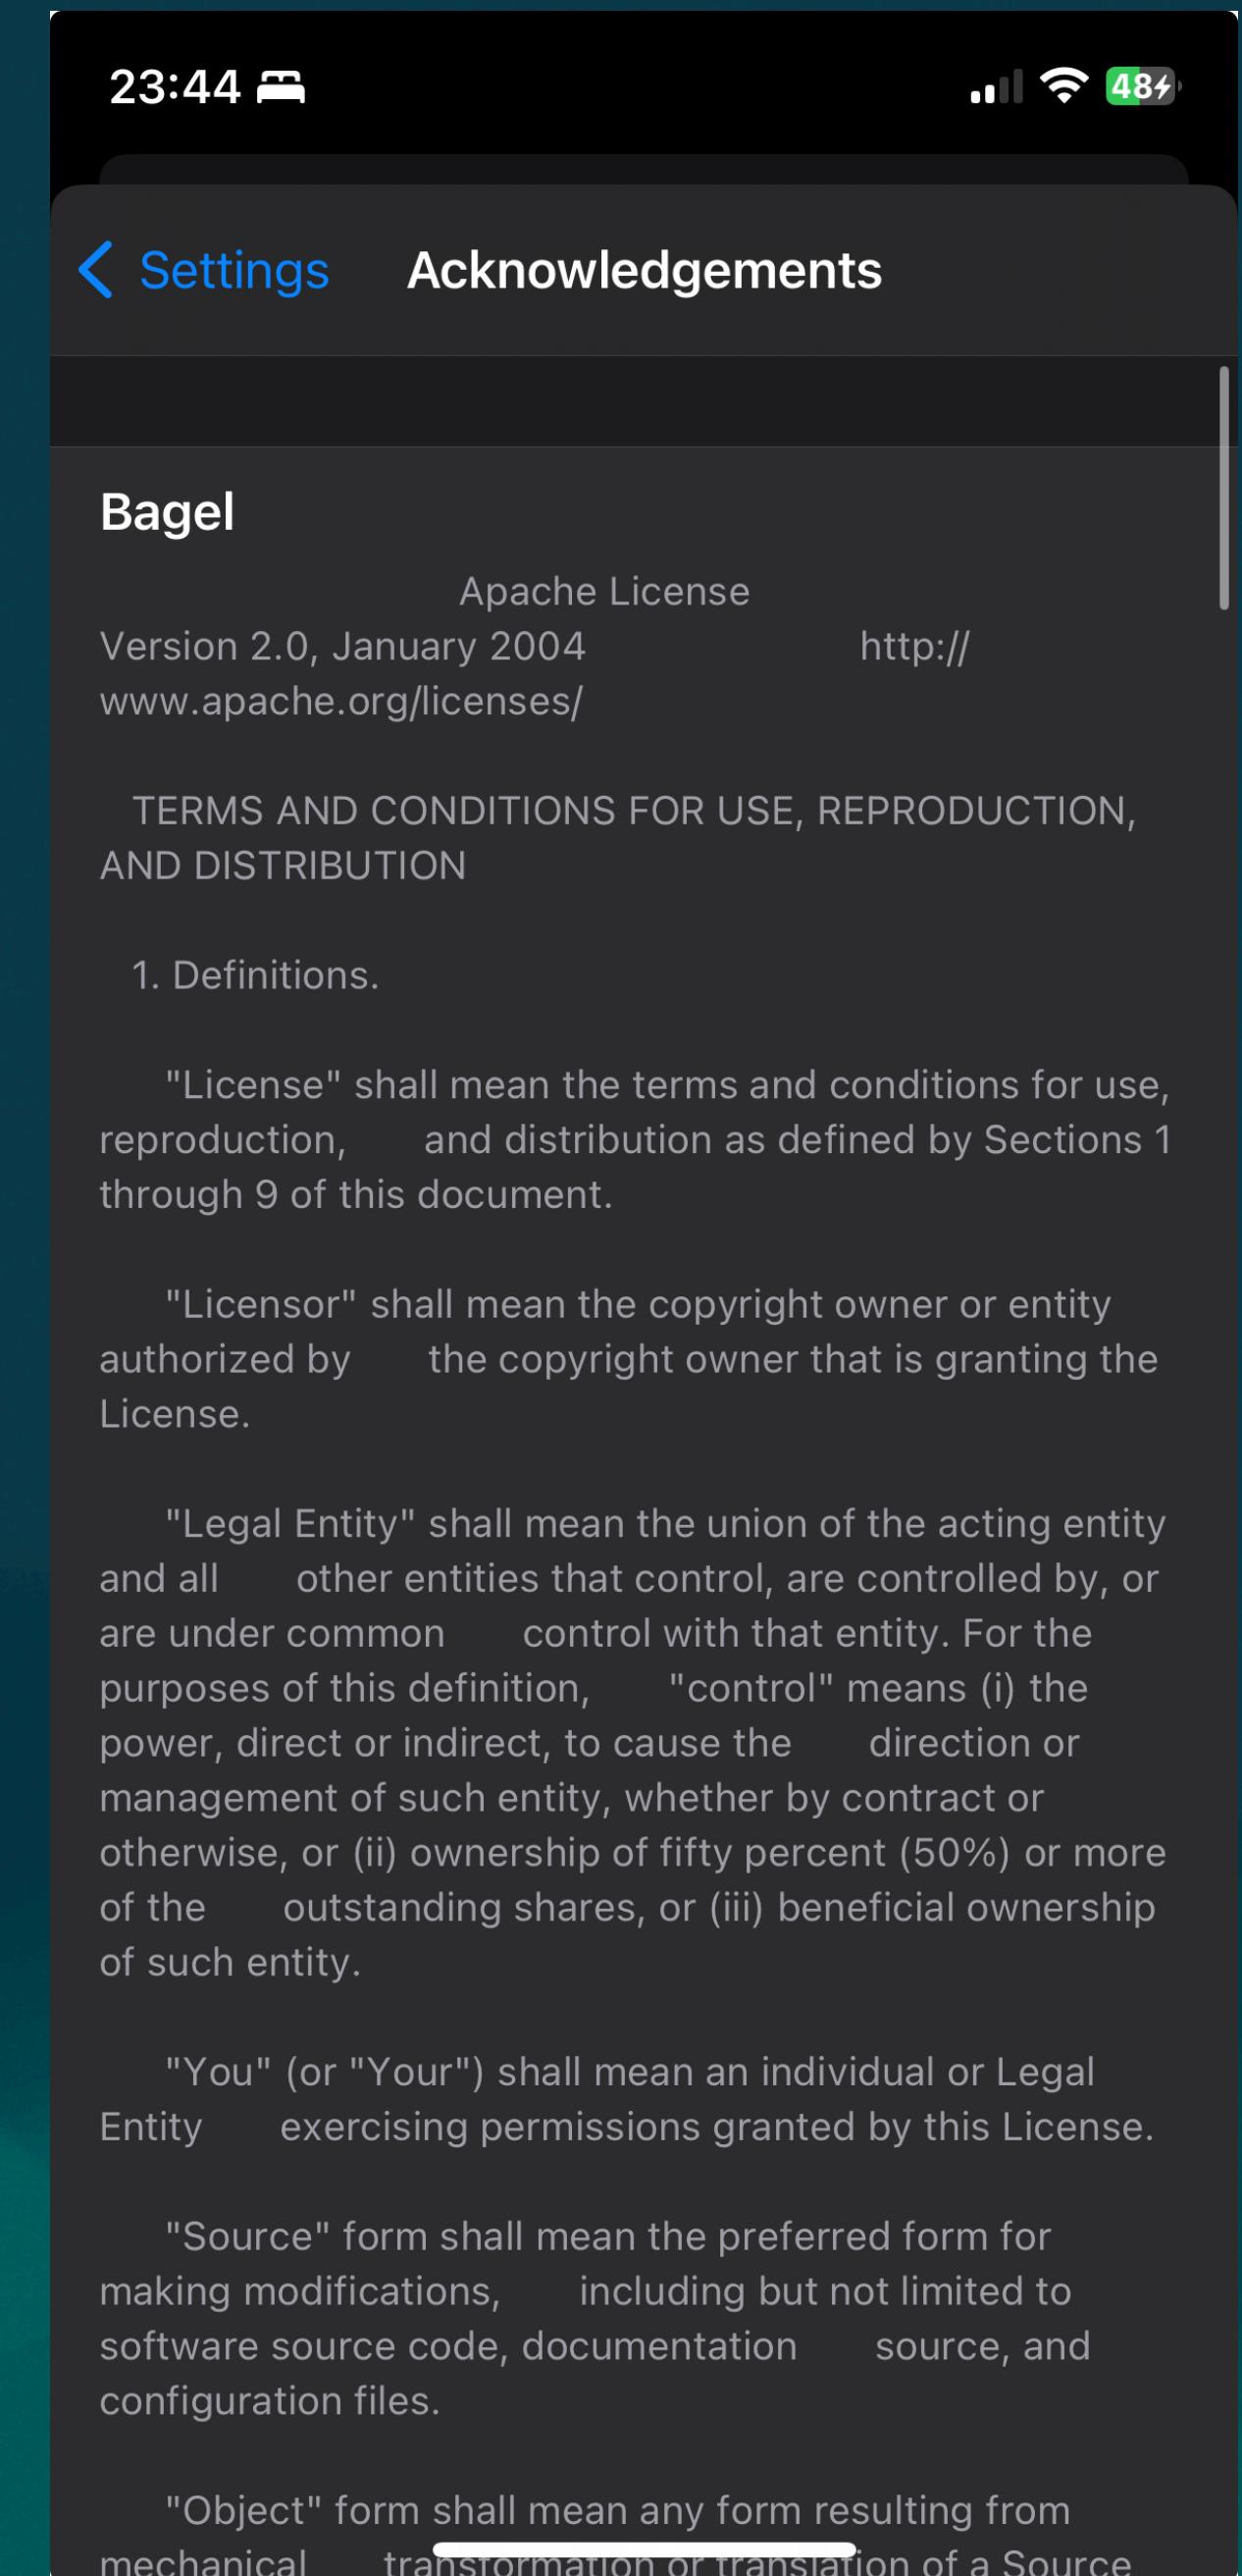 23:44
48
Settings
Acknowledgements
Bagel
Apache License
Version 2.0, January 2004 http://
www.apache.org/licenses/
TERMS AND CONDITIONS FOR USE, REPRODUCTION,
AND DISTRIBUTION
1. Definitions.
"License" shall mean the terms and conditions for use,
reproduction, and distribution as defined by Sections 1
through 9 of this document.
"Licensor" shall mean the copyright owner or entity
authorized by the copyright owner that is granting the
License.
"Legal Entity" shall mean the union of the acting entity
and all other entities that control, are controlled by, or
are under common control with that entity. For the
purposes of this definition, "control" means (i) the
power, direct or indirect, to cause the direction or
management of such entity, whether by contract or
otherwise, or (ii) ownership of fifty percent (50%) or more
of the outstanding shares, or (iii) beneficial ownership
of such entity.
"You" (or "Your") shall mean an individual or Legal
Entity exercising permissions granted by this License.
"Source" form shall mean the preferred form for
making modifications, including but not limited to
software source code, documentation source, and
configuration files.
"Object" form shall mean any form resulting from
mechanical transformation or translation of a Source